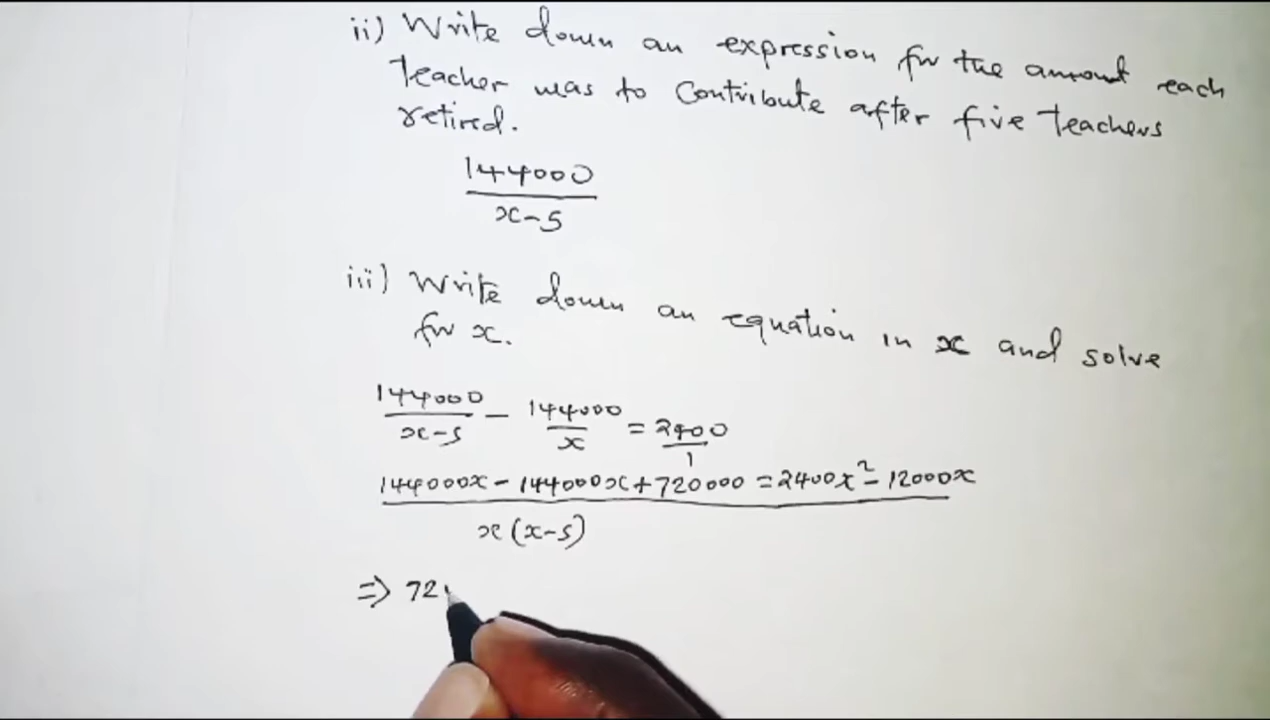 ii) Write down an expression for the amount each
teacher was to contribute after five teachers
retired.
144000
x-5
iii) Write down an equation in x and solve
for x.
144000/x-5 - 144000/x = 2400/1
144000x - 144000x + 720000 = 2400x² - 12000x
x(x-5)
⇒ 72